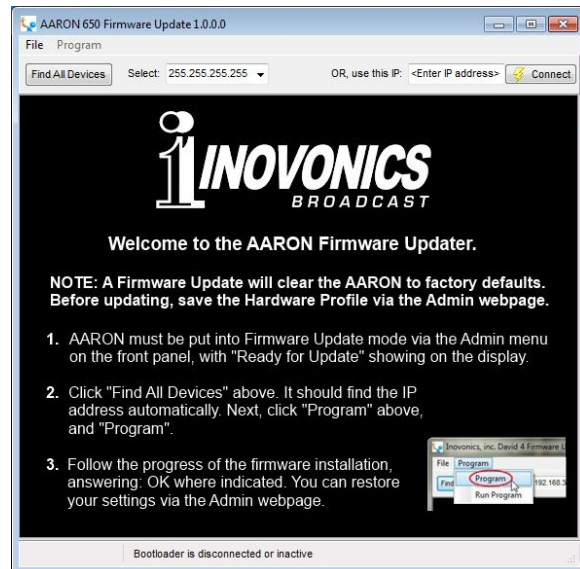 AARON 650 Firmware Update 1.0.0.0
File Program
Find All Devices Select: 255.255.255.255 OR, use this IP: <Enter IP address> Connect
INOVONICS
BROADCAST
Welcome to the AARON Firmware Updater.
NOTE: A Firmware Update will clear the AARON to factory defaults.
Before updating, save the Hardware Profile via the Admin webpage.
1. AARON must be put into Firmware Update mode via the Admin menu
on the front panel, with "Ready for Update" showing on the display.
2. Click "Find All Devices" above. It should find the IP
address automatically. Next, click "Program" above,
and "Program".
3. Follow the progress of the firmware installation,
answering: OK where indicated. You can restore
your settings via the Admin webpage.
Inovonics, inc. David 4 Firmware U
File Program
Find Program 192.168.3
Run Program
Bootloader is disconnected or inactive